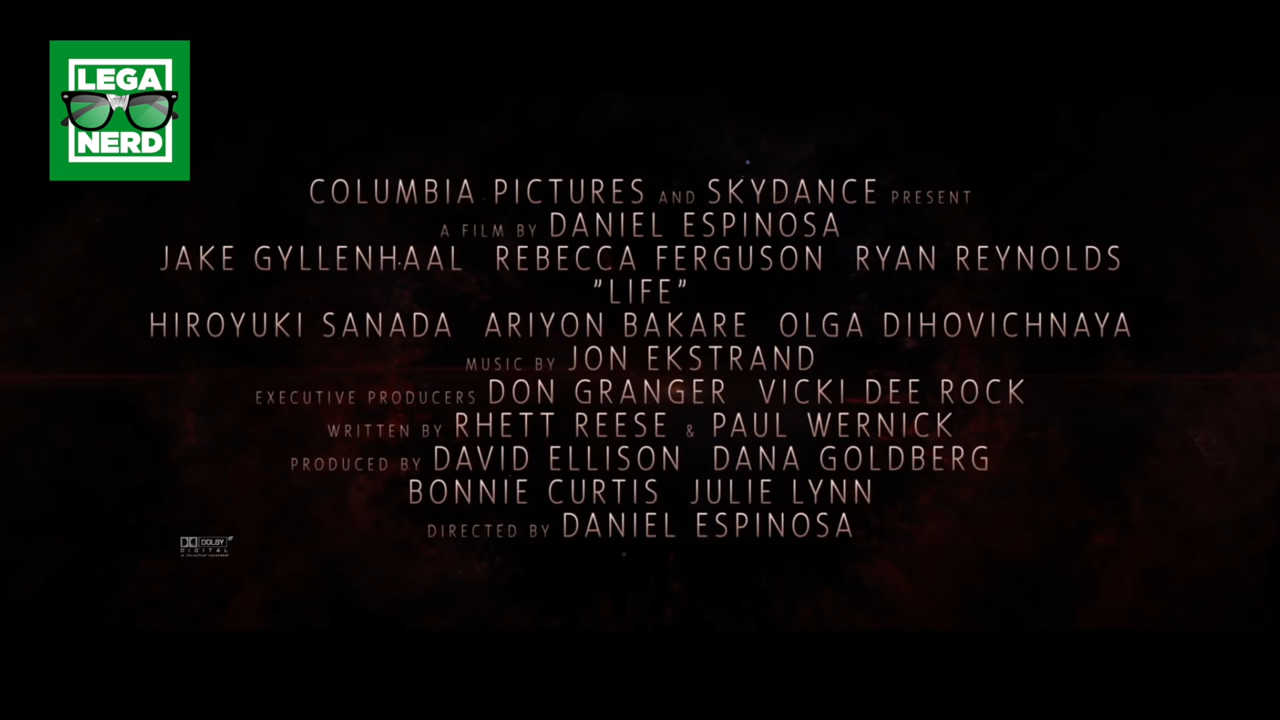 LEGA
NERD
COLUMBIA PICTURES AND SKYDANCE PRESENT
A FILM BY DANIEL ESPINOSA
JAKE GYLLENHAAL REBECCA FERGUSON RYAN REYNOLDS
"LIFE"
HIROYUKI SANADA ARIYON BAKARE OLGA DIHOVICHNAYA
MUSIC BY JON EKSTRAND
EXECUTIVE PRODUCERS DON GRANGER VICKI DEE ROCK
WRITTEN BY RHETT REESE & PAUL WERNICK
PRODUCED BY DAVID ELLISON DANA GOLDBERG
BONNIE CURTIS JULIE LYNN
DIRECTED BY DANIEL ESPINOSA
DOLBY
DIGITAL